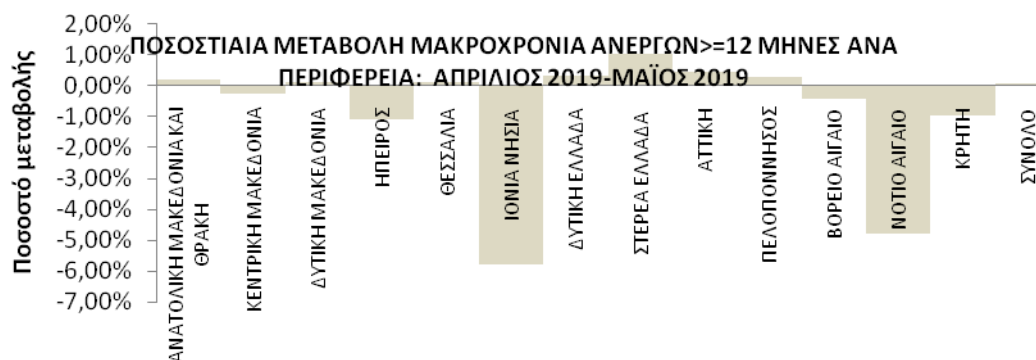 ΠΟΣΟΣΤΙΑΙΑ ΜΕΤΑΒΟΛΗ ΜΑΚΡΟΧΡΟΝΙΑ ΑΝΕΡΓΩΝ>=12 ΜΗΝΕΣ ΑΝΑ
ΠΕΡΙΦΕΡΕΙΑ: ΑΠΡΙΛΙΟΣ 2019-ΜΑΪΟΣ 2019
Ποσοστό μεταβολής
2,00%
1,00%
0,00%
-1,00%
-2,00%
-3,00%
-4,00%
-5,00%
-6,00%
-7,00%
ΑΝΑΤΟΛΙΚΗ ΜΑΚΕΔΟΝΙΑ ΚΑΙ
ΘΡΑΚΗ
ΚΕΝΤΡΙΚΗ ΜΑΚΕΔΟΝΙΑ
ΔΥΤΙΚΗ ΜΑΚΕΔΟΝΙΑ
ΗΠΕΙΡΟΣ
ΘΕΣΣΑΛΙΑ
ΙΟΝΙΑ ΝΗΣΙΑ
ΔΥΤΙΚΗ ΕΛΛΑΔΑ
ΣΤΕΡΕΑ ΕΛΛΑΔΑ
ΑΤΤΙΚΗ
ΠΕΛΟΠΟΝΝΗΣΟΣ
ΒΟΡΕΙΟ ΑΙΓΑΙΟ
ΝΟΤΙΟ ΑΙΓΑΙΟ
ΚΡΗΤΗ
ΣΥΝΟΛΟ